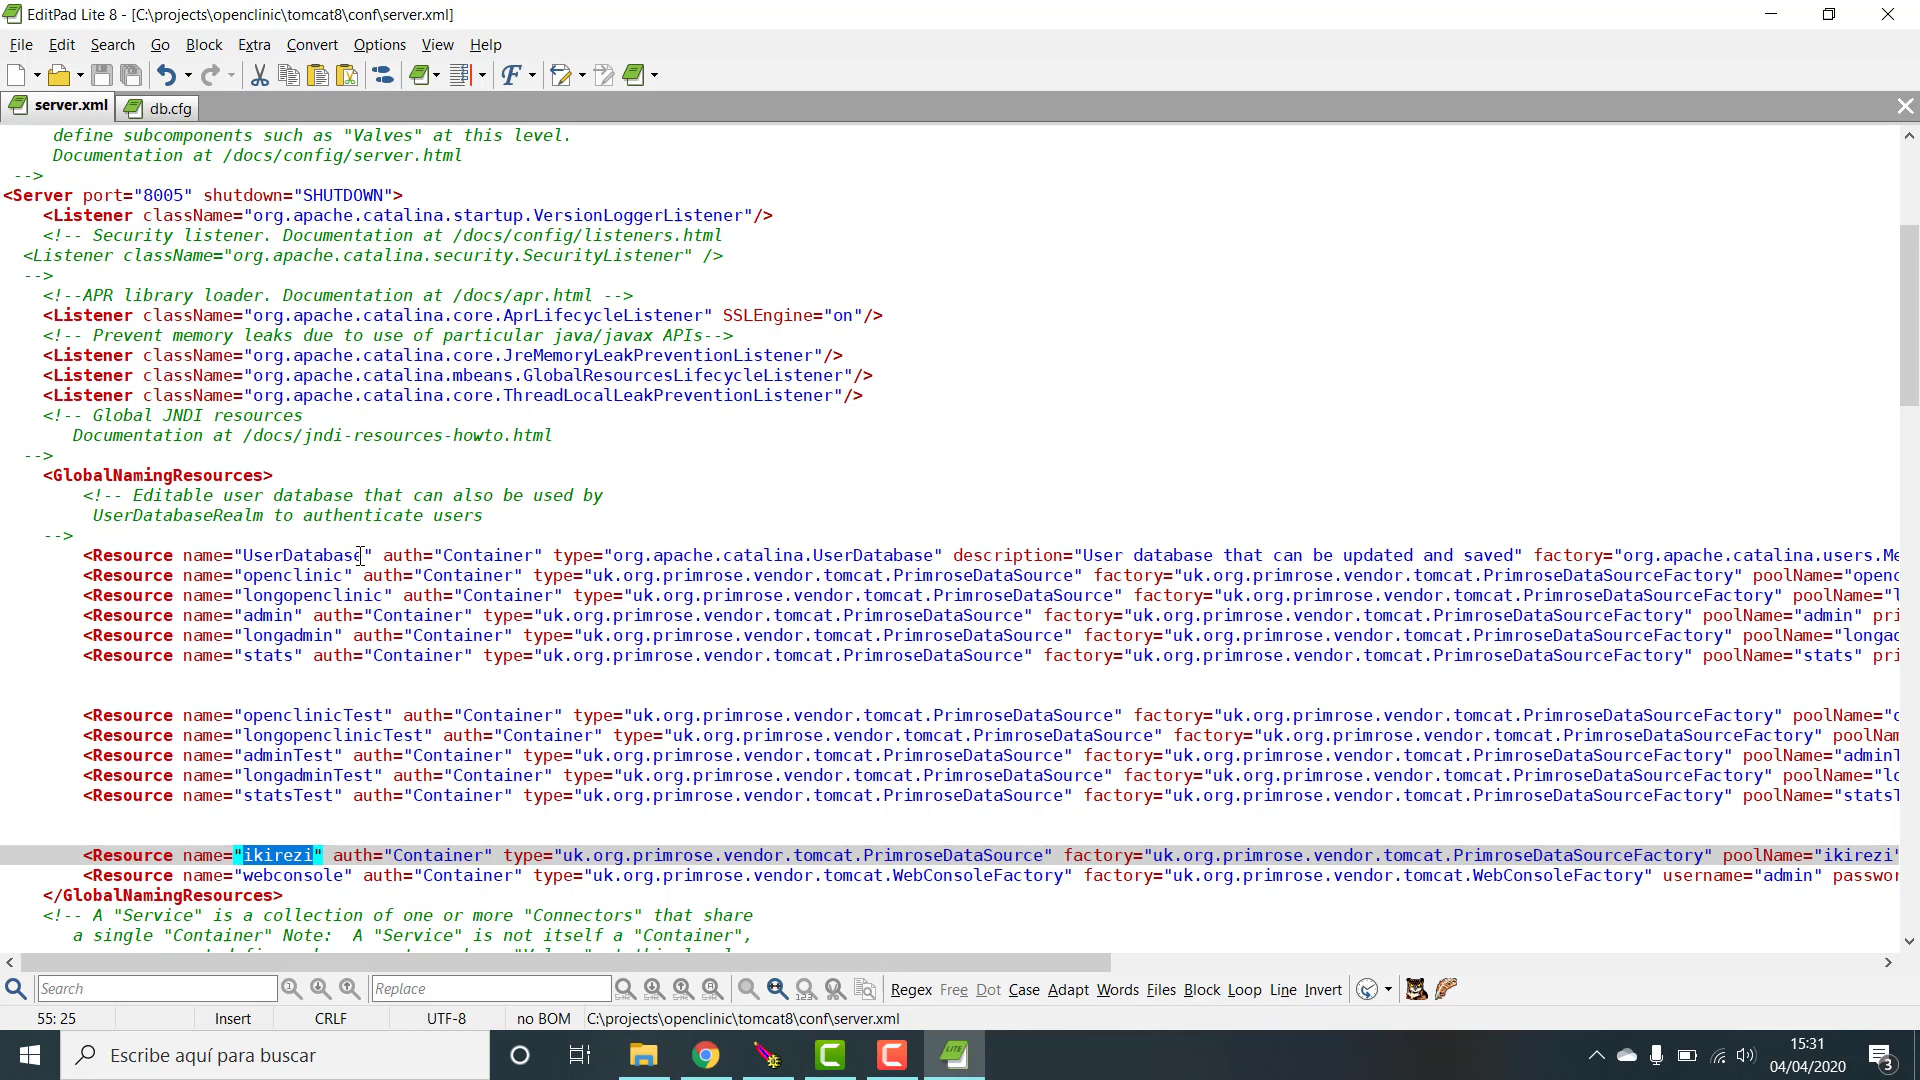 EditPad Lite 8 - [C:\projects\openclinic\tomcat8\conf\server.xml]
File Edit Search Go Block Extra Convert Options View Help
server.xml db.cfg
define subcomponents such as "Valves" at this level.
Documentation at /docs/config/server.html
-->
<Server port="8005" shutdown="SHUTDOWN">
<Listener className="org.apache.catalina.startup.VersionLoggerListener"/>
<!-- Security listener. Documentation at /docs/config/listeners.html
<Listener className="org.apache.catalina.security.SecurityListener" />
-->
<!--APR library loader. Documentation at /docs/apr.html -->
<Listener className="org.apache.catalina.core.AprLifecycleListener" SSLEngine="on"/>
<!-- Prevent memory leaks due to use of particular java/javax APIs-->
<Listener className="org.apache.catalina.core.JreMemoryLeakPreventionListener"/>
<Listener className="org.apache.catalina.mbeans.GlobalResourcesLifecycleListener"/>
<Listener className="org.apache.catalina.core.ThreadLocalLeakPreventionListener"/>
<!-- Global JNDI resources
Documentation at /docs/jndi-resources-howto.html
-->
<GlobalNamingResources>
<!-- Editable user database that can also be used by
UserDatabaseRealm to authenticate users
-->
<Resource name="UserDatabase" auth="Container" type="org.apache.catalina.UserDatabase" description="User database that can be updated and saved" factory="org.apache.catalina.users.Me
<Resource name="openclinic" auth="Container" type="uk.org.primrose.vendor.tomcat.PrimroseDataSource" factory="uk.org.primrose.vendor.tomcat.PrimroseDataSourceFactory" poolName="openc
<Resource name="longopenclinic" auth="Container" type="uk.org.primrose.vendor.tomcat.PrimroseDataSource" factory="uk.org.primrose.vendor.tomcat.PrimroseDataSourceFactory" poolName="l
<Resource name="admin" auth="Container" type="uk.org.primrose.vendor.tomcat.PrimroseDataSource" factory="uk.org.primrose.vendor.tomcat.PrimroseDataSourceFactory" poolName="admin" pri
<Resource name="longadmin" auth="Container" type="uk.org.primrose.vendor.tomcat.PrimroseDataSource" factory="uk.org.primrose.vendor.tomcat.PrimroseDataSourceFactory" poolName="longa
<Resource name="stats" auth="Container" type="uk.org.primrose.vendor.tomcat.PrimroseDataSource" factory="uk.org.primrose.vendor.tomcat.PrimroseDataSourceFactory" poolName="stats" pri
<Resource name="openclinicTest" auth="Container" type="uk.org.primrose.vendor.tomcat.PrimroseDataSource" factory="uk.org.primrose.vendor.tomcat.PrimroseDataSourceFactory" poolName="o
<Resource name="longopenclinicTest" auth="Container" type="uk.org.primrose.vendor.tomcat.PrimroseDataSource" factory="uk.org.primrose.vendor.tomcat.PrimroseDataSourceFactory" poolNam
<Resource name="adminTest" auth="Container" type="uk.org.primrose.vendor.tomcat.PrimroseDataSource" factory="uk.org.primrose.vendor.tomcat.PrimroseDataSourceFactory" poolName="adminT
<Resource name="longadminTest" auth="Container" type="uk.org.primrose.vendor.tomcat.PrimroseDataSource" factory="uk.org.primrose.vendor.tomcat.PrimroseDataSourceFactory" poolName="lo
<Resource name="statsTest" auth="Container" type="uk.org.primrose.vendor.tomcat.PrimroseDataSource" factory="uk.org.primrose.vendor.tomcat.PrimroseDataSourceFactory" poolName="statsT
<Resource name="ikirezi" auth="Container" type="uk.org.primrose.vendor.tomcat.PrimroseDataSource" factory="uk.org.primrose.vendor.tomcat.PrimroseDataSourceFactory" poolName="ikirezi"
<Resource name="webconsole" auth="Container" type="uk.org.primrose.vendor.tomcat.WebConsoleFactory" factory="uk.org.primrose.vendor.tomcat.WebConsoleFactory" username="admin" passwor
</GlobalNamingResources>
<!-- A "Service" is a collection of one or more "Connectors" that share
a single "Container" Note: A "Service" is not itself a "Container",
Search Replace Regex Free Dot Case Adapt Words Files Block Loop Line Invert
55: 25 Insert CRLF UTF-8 no BOM C:\projects\openclinic\tomcat8\conf\server.xml
Escribe aquí para buscar
15:31
04/04/2020
3